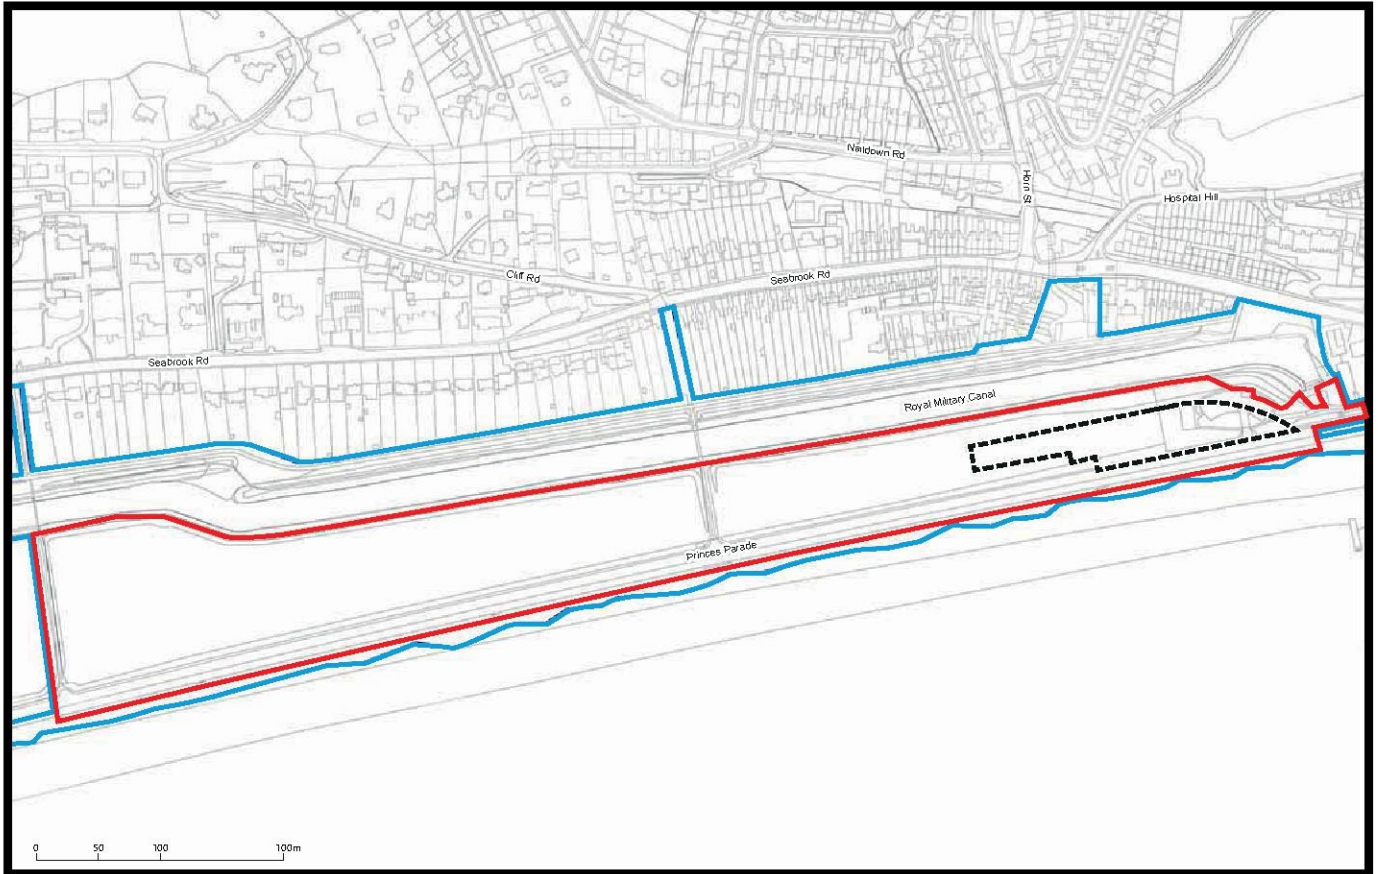 Naildown Rd
Horn St
Hospital Hill
Cliff Rd
Seabrook Rd
Seabrook Rd
Royal Military Canal
Princes Parade
0 50 100 100m